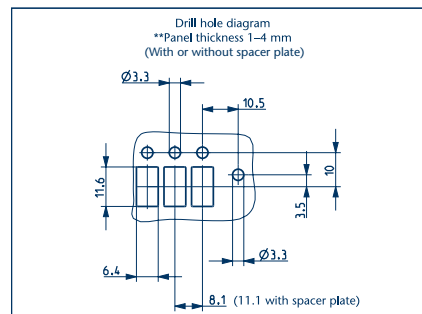 Drill hole diagram
**Panel thickness 1–4 mm
(With or without spacer plate)
Ø3.3
10.5
11.6
10
3.5
6.4
Ø3.3
8.1 (11.1 with spacer plate)